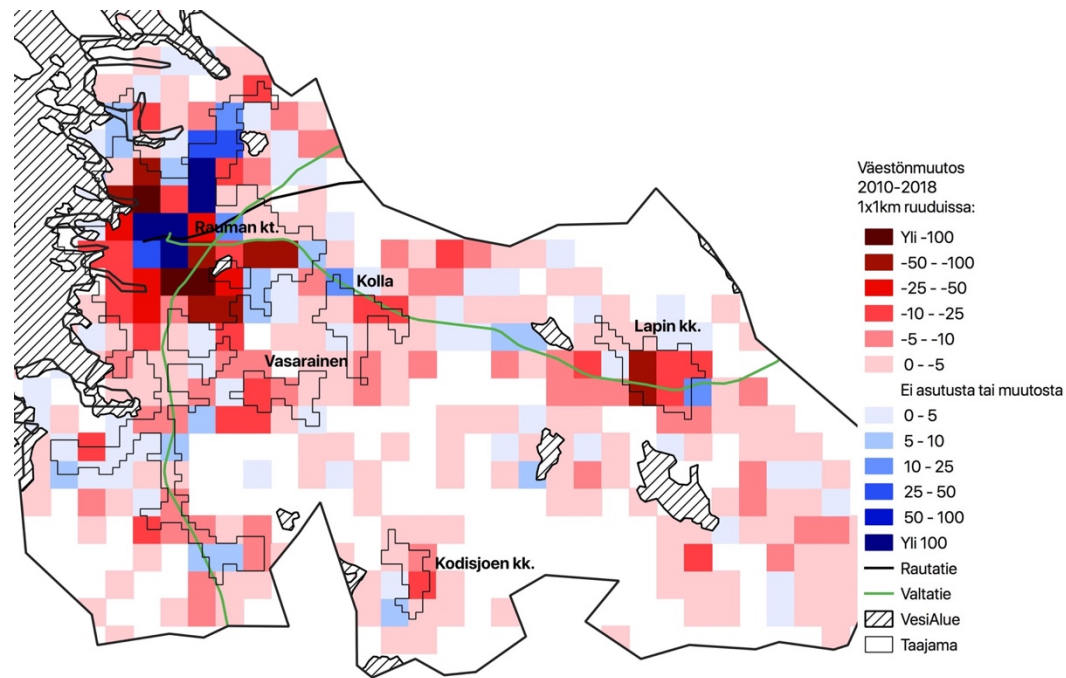 Väestönmuutos
2010-2018
1x1km ruuduissa:
Yli -100
-50 - -100
-25 - -50
-10 - -25
-5 - -10
0 - -5
Ei asutusta tai muutosta
0 - 5
5 - 10
10 - 25
25 - 50
50 - 100
Yli 100
Rautatie
Valtatie
VesiAlue
Taajama
Rauman kt.
Kolla
Lapin kk.
Vasarainen
Kodisjoen kk.